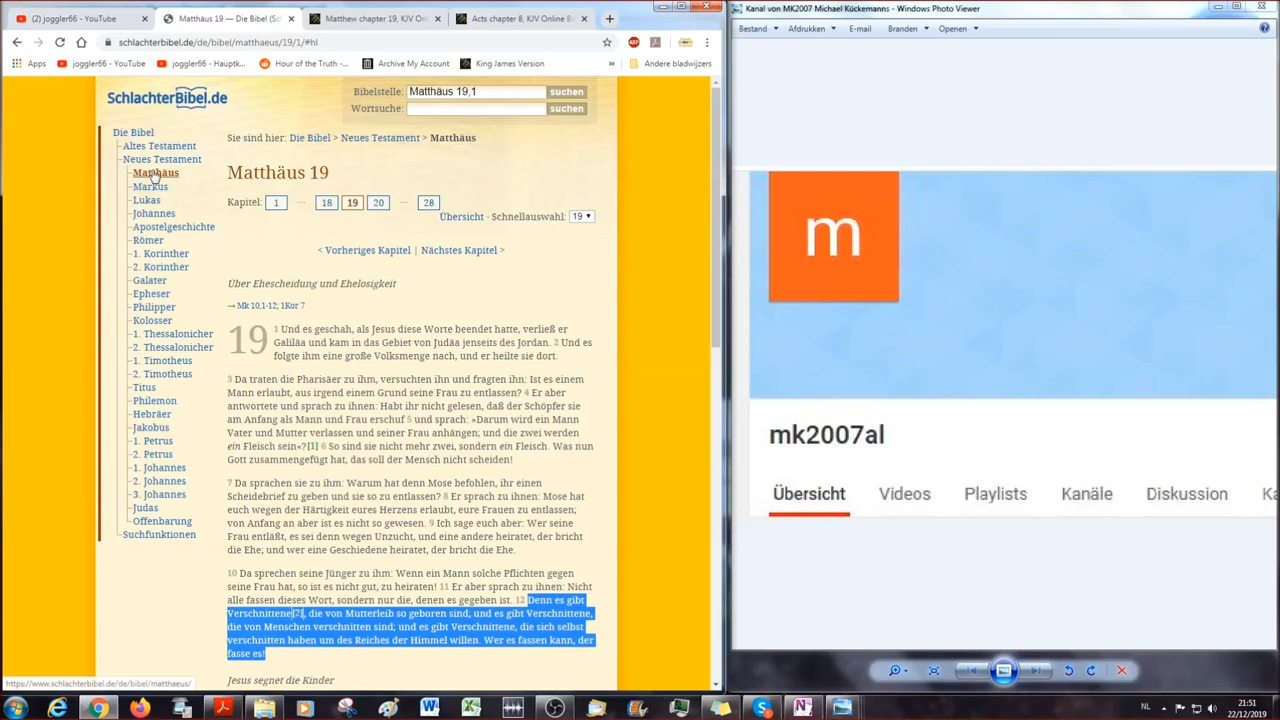 (2) joggler66 - YouTube
Matthäus 19 — Die Bibel (S
Matthew chapter 19, KJV On
Acts chapter 8, KJV Online B
schlachterbibel.de/de/bibel/matthaeus/19/1/#hl
Apps
joggler66 - YouTube
joggler66 - Hauptk...
Hour of the Truth -...
Archive My Account
King James Version
»
Andere bladwijzers
SchlachterBibel.de
Bibelstelle: Matthäus 19,1 suchen
Wortsuche: suchen
Die Bibel
Altes Testament
Neues Testament
Matthäus
Markus
Lukas
Johannes
Apostelgeschichte
Römer
1. Korinther
2. Korinther
Galater
Epheser
Philipper
Kolosser
1. Thessalonicher
2. Thessalonicher
1. Timotheus
2. Timotheus
Titus
Philemon
Hebräer
Jakobus
1. Petrus
2. Petrus
1. Johannes
2. Johannes
3. Johannes
Judas
Offenbarung
Suchfunktionen
Sie sind hier: Die Bibel > Neues Testament > Matthäus
Matthäus 19
Kapitel: 1 ... 18 19 20 ... 28
Übersicht · Schnellauswahl: 19
< Vorheriges Kapitel | Nächstes Kapitel >
Über Ehescheidung und Ehelosigkeit
→ Mk 10,1-12; 1Kor 7
19 1 Und es geschah, als Jesus diese Worte beendet hatte, verließ er
Galiläa und kam in das Gebiet von Judäa jenseits des Jordan. 2 Und es
folgte ihm eine große Volksmenge nach, und er heilte sie dort.
3 Da traten die Pharisäer zu ihm, versuchten ihn und fragten ihn: Ist es einem
Mann erlaubt, aus irgend einem Grund seine Frau zu entlassen? 4 Er aber
antwortete und sprach zu ihnen: Habt ihr nicht gelesen, daß der Schöpfer sie
am Anfang als Mann und Frau erschuf 5 und sprach: »Darum wird ein Mann
Vater und Mutter verlassen und seiner Frau anhängen; und die zwei werden
ein Fleisch sein«?[1] 6 So sind sie nicht mehr zwei, sondern ein Fleisch. Was nun
Gott zusammengefügt hat, das soll der Mensch nicht scheiden!
7 Da sprachen sie zu ihm: Warum hat denn Mose befohlen, ihr einen
Scheidebrief zu geben und sie so zu entlassen? 8 Er sprach zu ihnen: Mose hat
euch wegen der Härtigkeit eures Herzens erlaubt, eure Frauen zu entlassen;
von Anfang an aber ist es nicht so gewesen. 9 Ich sage euch aber: Wer seine
Frau entläßt, es sei denn wegen Unzucht, und eine andere heiratet, der bricht
die Ehe; und wer eine Geschiedene heiratet, der bricht die Ehe.
10 Da sprechen seine Jünger zu ihm: Wenn ein Mann solche Pflichten gegen
seine Frau hat, so ist es nicht gut, zu heiraten! 11 Er aber sprach zu ihnen: Nicht
alle fassen dieses Wort, sondern nur die, denen es gegeben ist. 12 Denn es gibt
Verschnittene[2], die von Mutterleib so geboren sind; und es gibt Verschnittene,
die von Menschen verschnitten sind; und es gibt Verschnittene, die sich selbst
verschnitten haben um des Reiches der Himmel willen. Wer es fassen kann, der
fasse es!
Jesus segnet die Kinder
https://www.schlachterbibel.de/de/bibel/matthaeus/
Kanal von MK2007 Michael Kückemanns - Windows Photo Viewer
Bestand Afdrukken E-mail Branden Openen
m
mk2007al
Übersicht Videos Playlists Kanäle Diskussion Ka
NL
21:51
22/12/2019